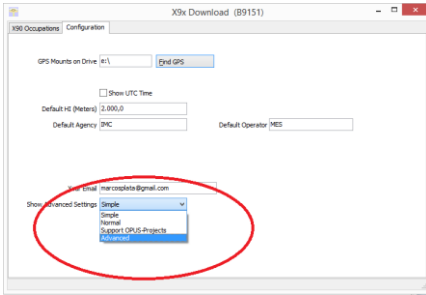 X9x Download (B9151)
X90 Occupations Configuration
GPS Mounts on Drive e:\ Find GPS
Show UTC Time
Default HI (Meters) 2.000,0
Default Agency IMC Default Operator MES
Your Email marcosplata@gmail.com
Show Advanced Settings Simple
Simple
Normal
Support OPUS-Projects
Advanced